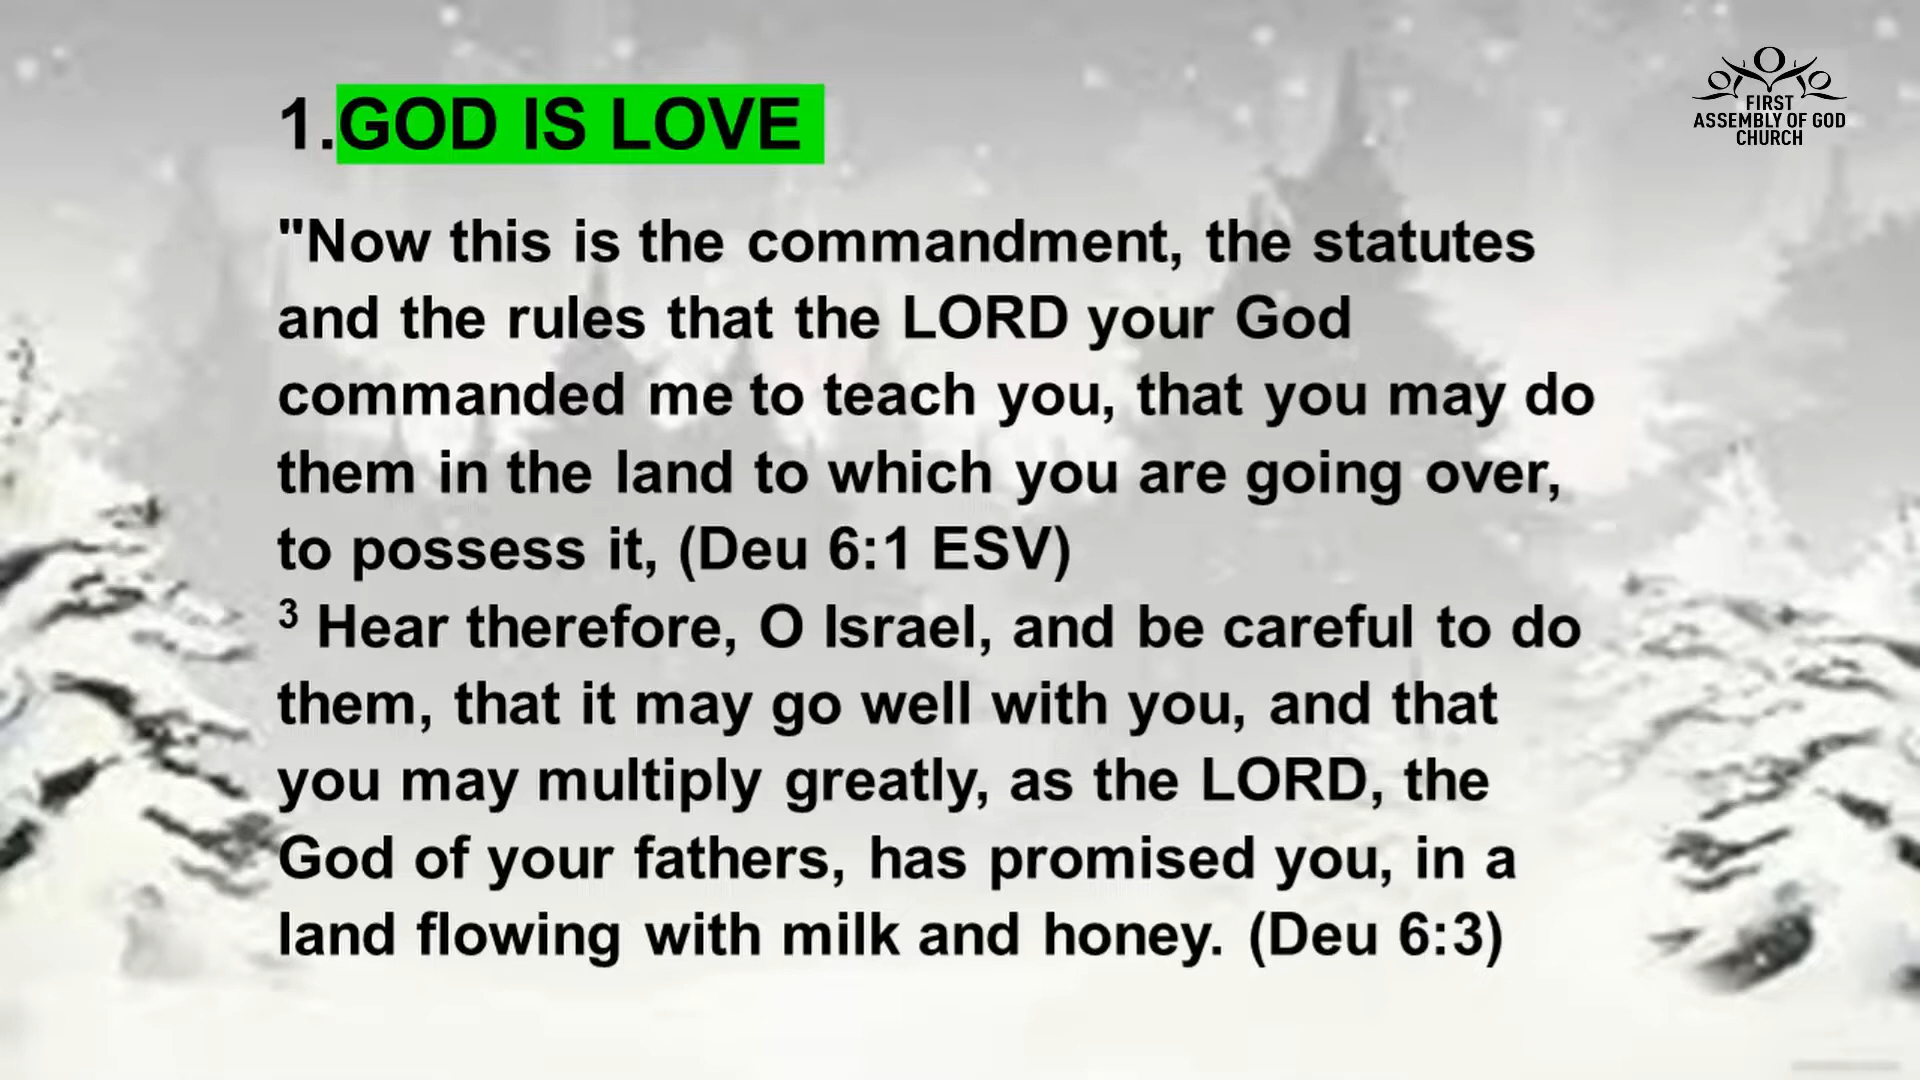 1.GOD IS LOVE
FIRST
ASSEMBLY OF GOD
CHURCH
"Now this is the commandment, the statutes
and the rules that the LORD your God
commanded me to teach you, that you may do
them in the land to which you are going over,
to possess it, (Deu 6:1 ESV)
3 Hear therefore, O Israel, and be careful to do
them, that it may go well with you, and that
you may multiply greatly, as the LORD, the
God of your fathers, has promised you, in a
land flowing with milk and honey. (Deu 6:3)